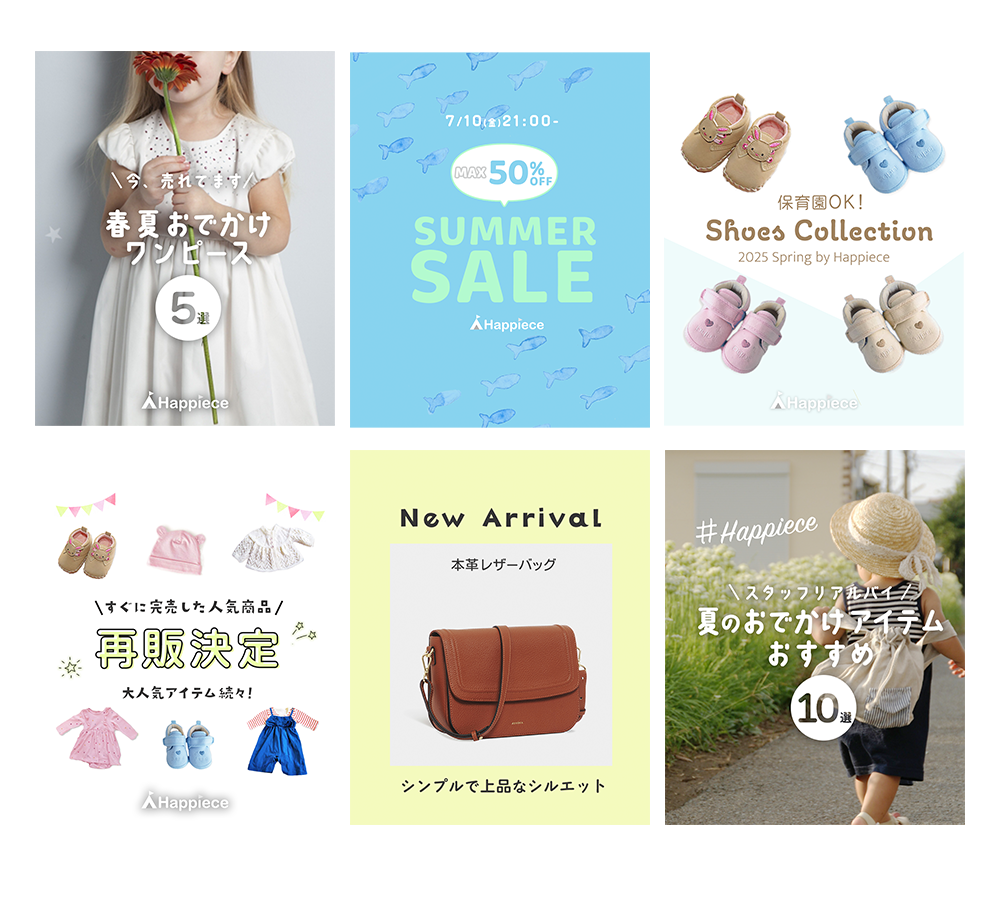 \今、売れてます/
春夏おでかけ
ワンピース
5選
Happiece
7/10(金)21:00-
MAX 50%OFF
SUMMER
SALE
Happiece
保育園OK!
Shoes Collection
2025 Spring by Happiece
Happiece
\すぐに完売した人気商品/
再販決定
大人気アイテム続々!
Happiece
New Arrival
本革レザーバッグ
シンプルで上品なシルエット
#Happiece
\スタッフリアルバイ/
夏のおでかけアイテム
おすすめ
10選